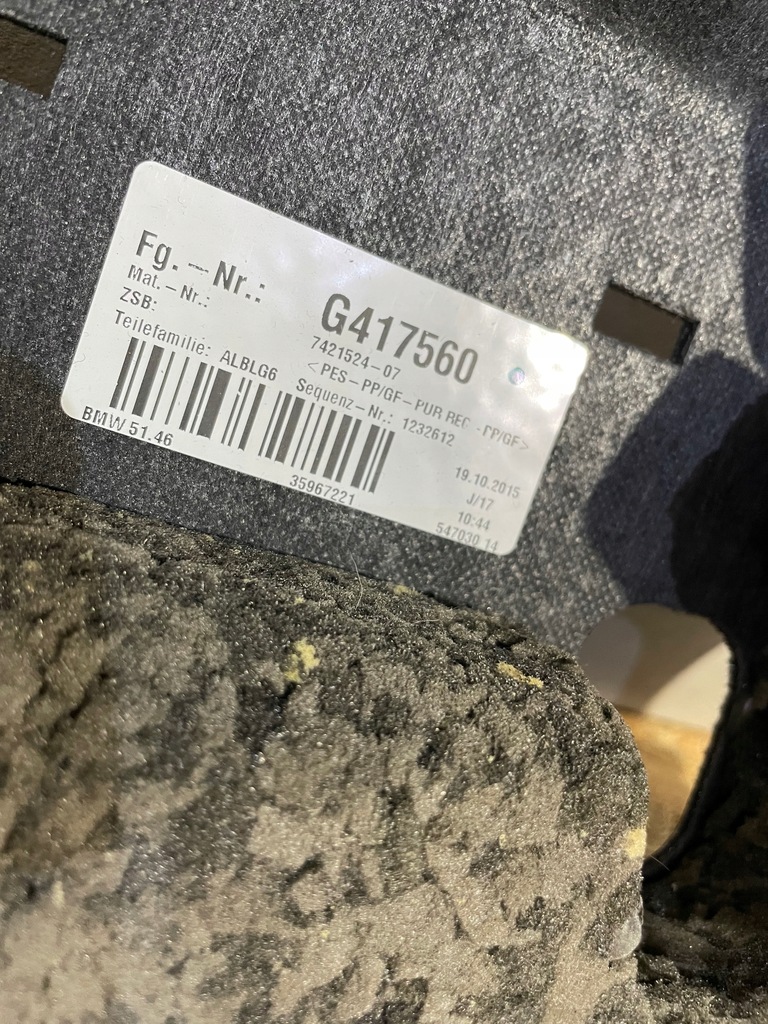 Fg. - Nr.: G417560
Mat. - Nr.: 7421524-07
ZSB: <PES-PP/GF-PUR REC -PP/GF>
Teilefamilie: ALBLG6 Sequenz-Nr.: 1232612
BMW 51.46
35967221
19.10.2015
J/17
10:44
547030 14